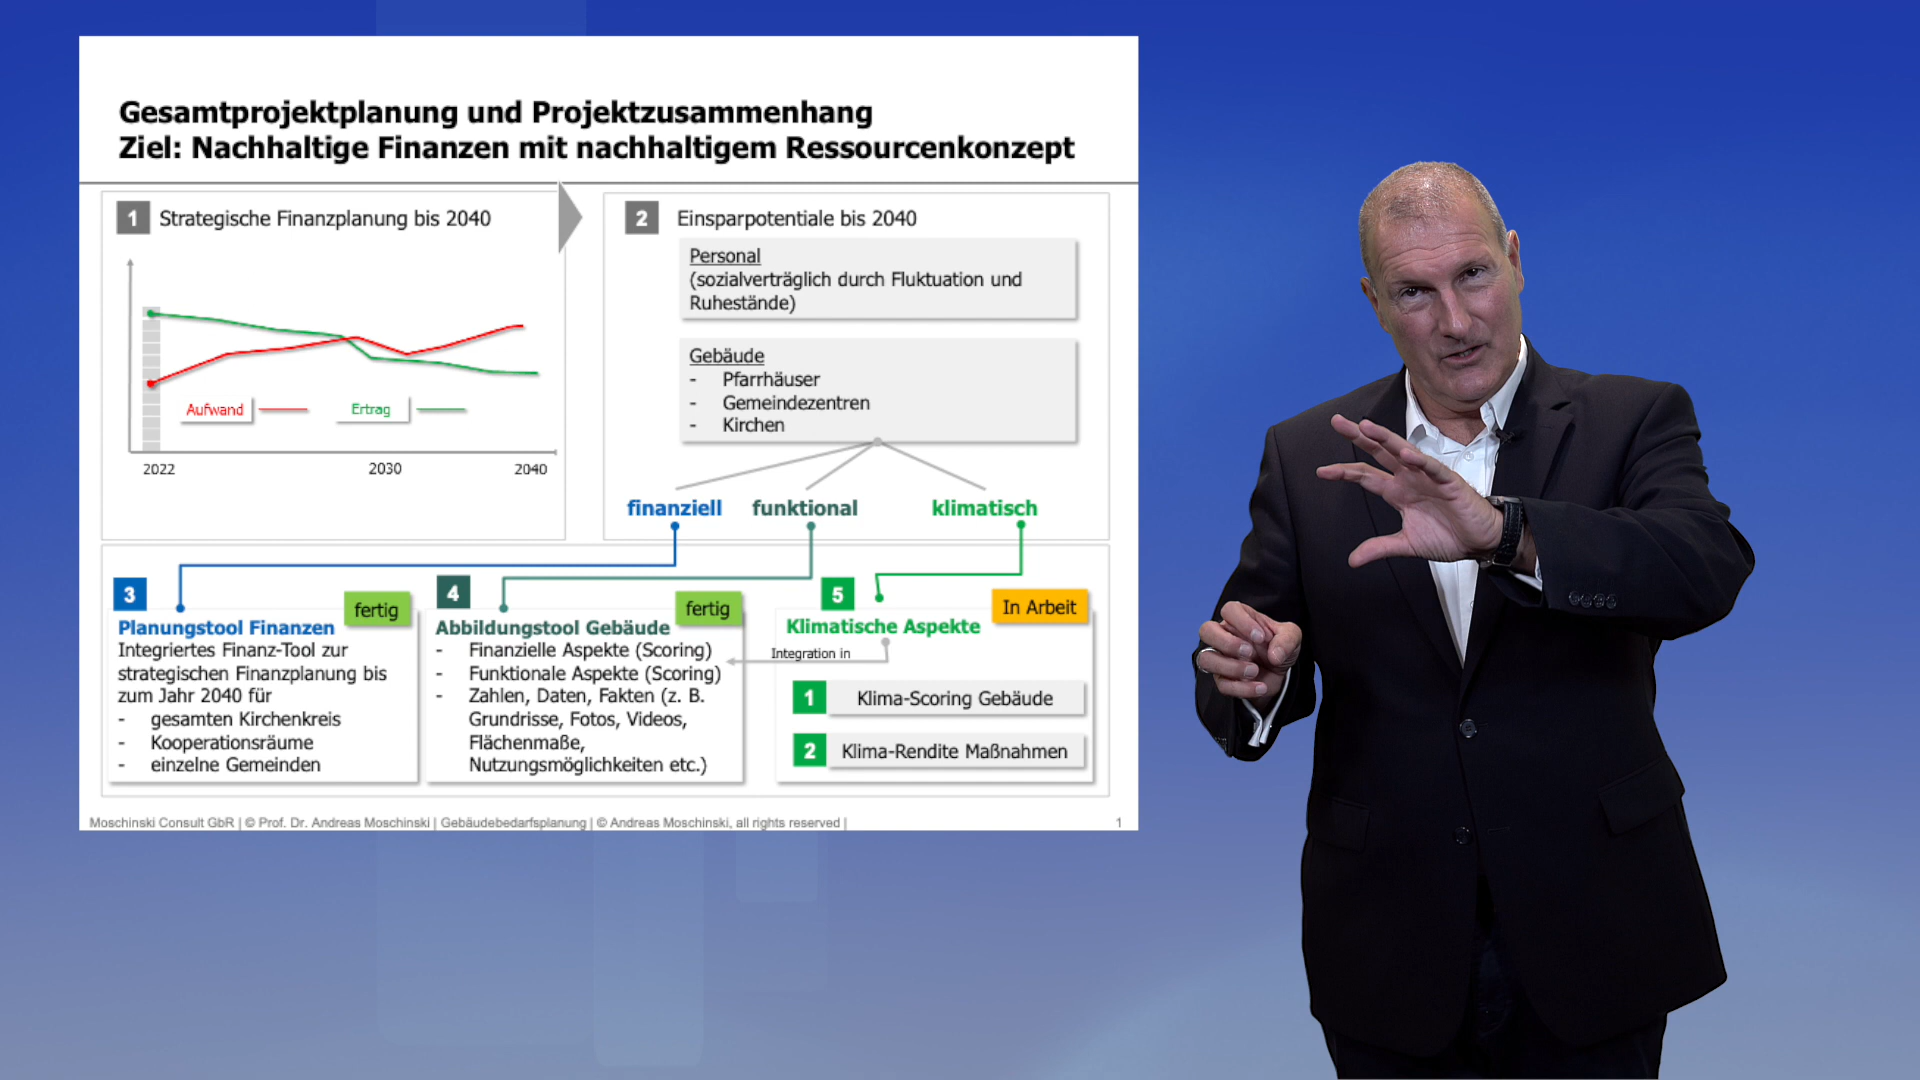 Gesamtprojektplanung und Projektzusammenhang
Ziel: Nachhaltige Finanzen mit nachhaltigem Ressourcenkonzept
1 Strategische Finanzplanung bis 2040
Aufwand
Ertrag
2022
2030
2040
2 Einsparpotentiale bis 2040
Personal
(sozialverträglich durch Fluktuation und
Ruhestände)
Gebäude
- Pfarrhäuser
- Gemeindezentren
- Kirchen
finanziell
funktional
klimatisch
3
fertig
Planungstool Finanzen
Integriertes Finanz-Tool zur
strategischen Finanzplanung bis
zum Jahr 2040 für
- gesamten Kirchenkreis
- Kooperationsräume
- einzelne Gemeinden
4
fertig
Abbildungstool Gebäude
- Finanzielle Aspekte (Scoring)
- Funktionale Aspekte (Scoring)
- Zahlen, Daten, Fakten (z. B.
Grundrisse, Fotos, Videos,
Flächenmaße,
Nutzungsmöglichkeiten etc.)
5
In Arbeit
Klimatische Aspekte
Integration in
1 Klima-Scoring Gebäude
2 Klima-Rendite Maßnahmen
Moschinski Consult GbR | © Prof. Dr. Andreas Moschinski | Gebäudebedarfsplanung | © Andreas Moschinski, all rights reserved |
1